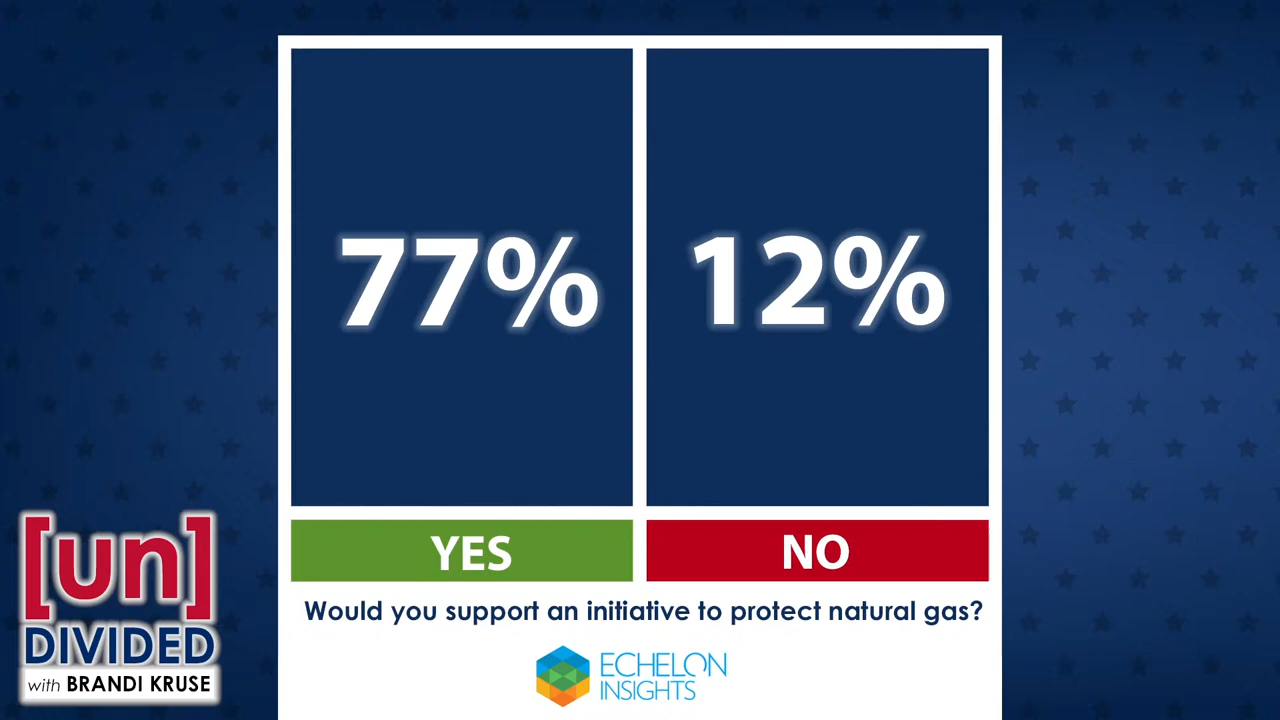 77%
12%
YES
NO
Would you support an initiative to protect natural gas?
ECHELON
INSIGHTS
[un]
DIVIDED
with BRANDI KRUSE